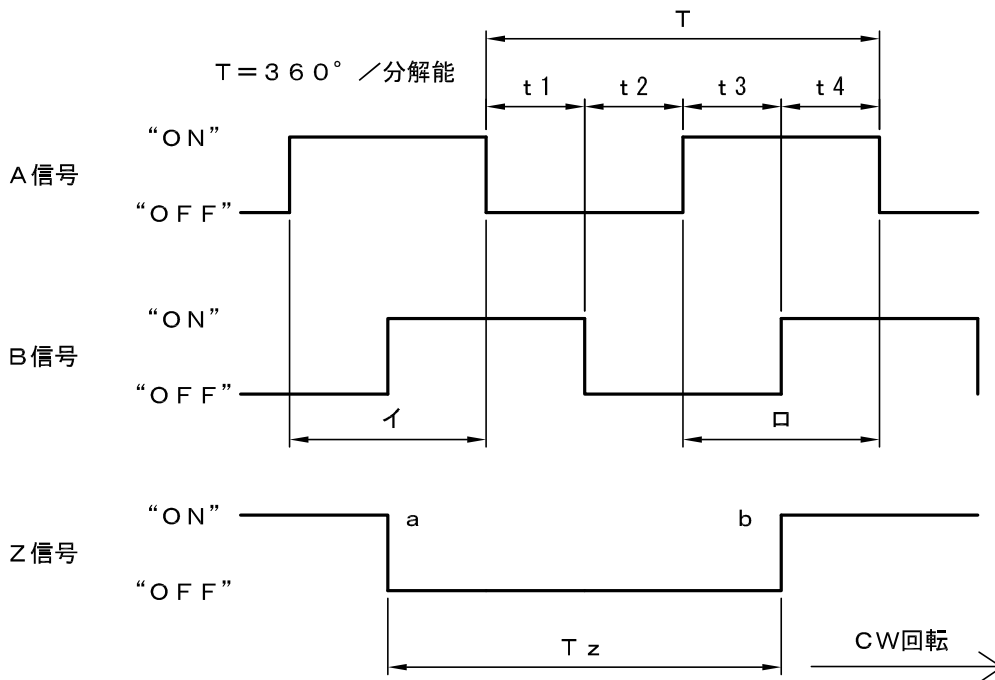 T
T＝３６０°／分解能
t1 t2 t3 t4
“ＯＮ”
A信号
“ＯＦＦ”
“ＯＮ”
B信号
“ＯＦＦ”
イ ロ
“ＯＮ” a b
Z信号
“ＯＦＦ”
Tz
CW回転